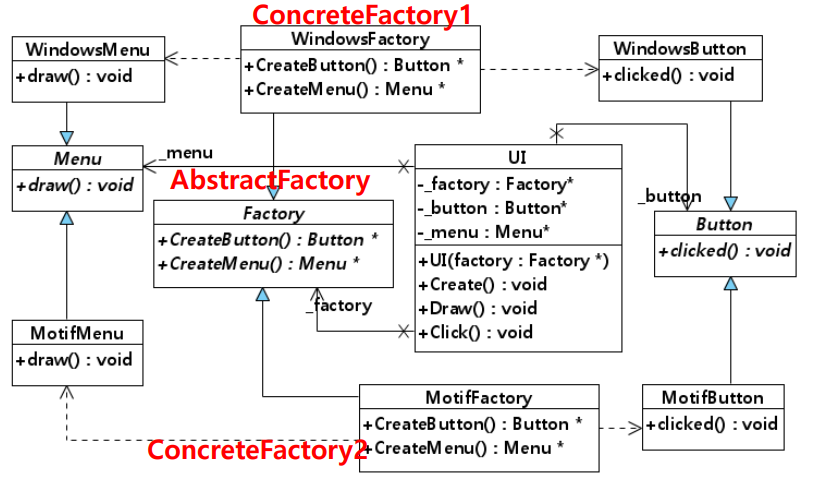 ConcreteFactory1
WindowsMenu
+draw() : void
WindowsFactory
+CreateButton() : Button *
+CreateMenu() : Menu *
WindowsButton
+clicked() : void
Menu
+draw() : void
_menu
AbstractFactory
Factory
+CreateButton() : Button *
+CreateMenu() : Menu *
_factory
UI
-_factory : Factory*
-_button : Button*
-_menu : Menu*
+UI(factory : Factory *)
+Create() : void
+Draw() : void
+Click() : void
_button
Button
+clicked() : void
MotifMenu
+draw() : void
MotifFactory
+CreateButton() : Button *
+CreateMenu() : Menu *
ConcreteFactory2
MotifButton
+clicked() : void